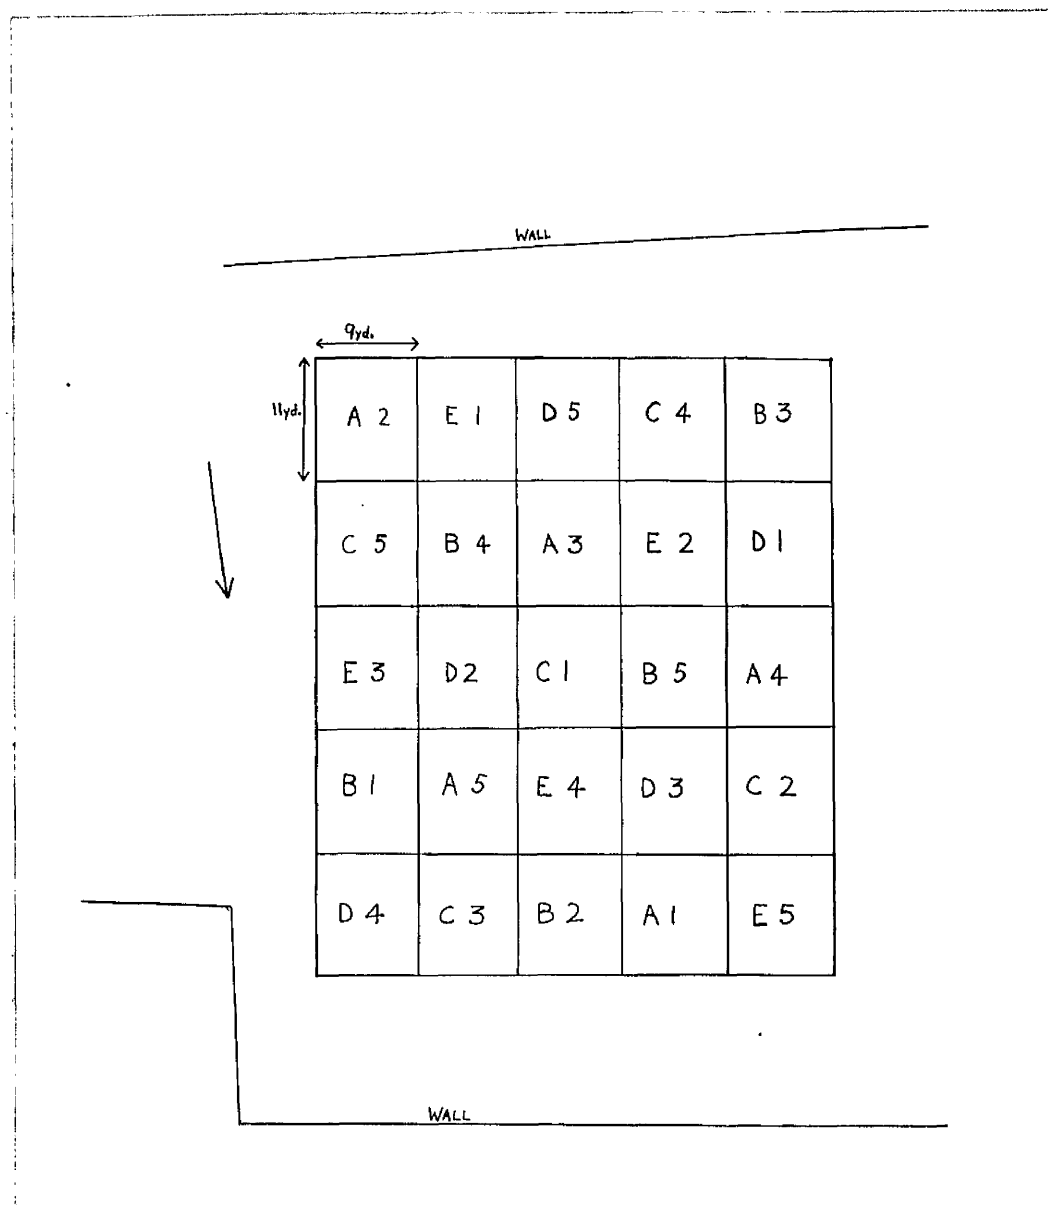 WALL
9yd.
11yd.
A 2 E 1 D 5 C 4 B 3
C 5 B 4 A 3 E 2 D 1
E 3 D 2 C 1 B 5 A 4
B 1 A 5 E 4 D 3 C 2
D 4 C 3 B 2 A 1 E 5
WALL